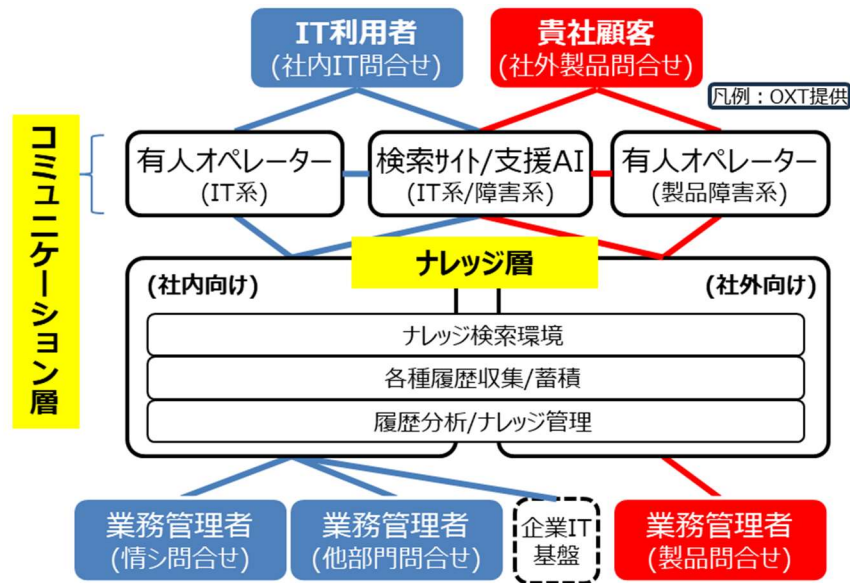 IT利用者
(社内IT問合せ)
貴社顧客
(社外製品問合せ)
凡例：OXT提供
コミュニケーション層
有人オペレーター
(IT系)
検索サイト/支援AI
(IT系/障害系)
有人オペレーター
(製品障害系)
ナレッジ層
(社内向け)
(社外向け)
ナレッジ検索環境
各種履歴収集/蓄積
履歴分析/ナレッジ管理
業務管理者
(情シ問合せ)
業務管理者
(他部門問合せ)
企業IT
基盤
業務管理者
(製品問合せ)